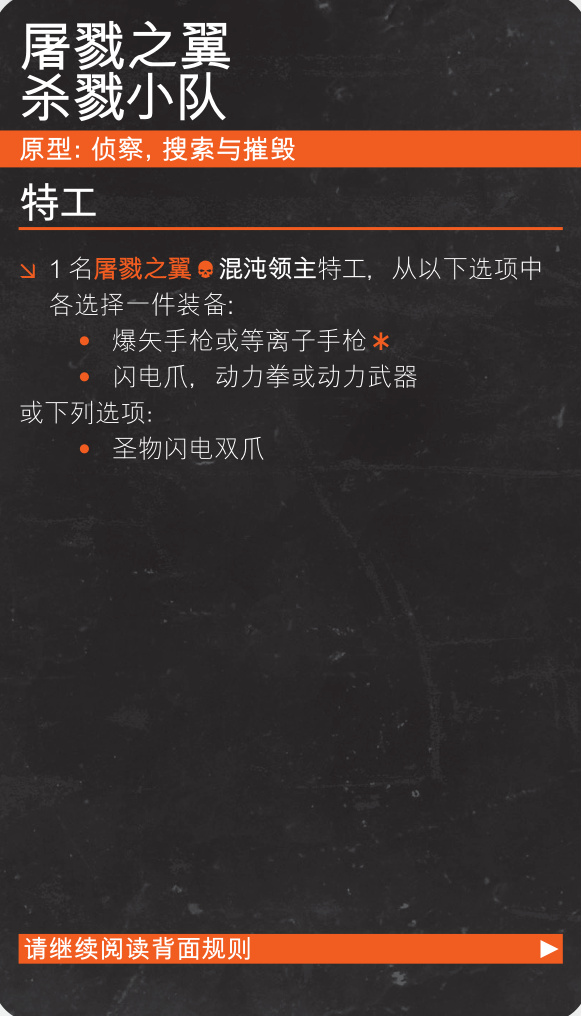 屠戮之翼
杀戮小队
原型: 侦察, 搜索与摧毁
特工
1 名屠戮之翼混沌领主特工, 从以下选项中
各选择一件装备:
• 爆矢手枪或等离子手枪*
• 闪电爪, 动力拳或动力武器
或下列选项:
• 圣物闪电双爪
请继续阅读背面规则